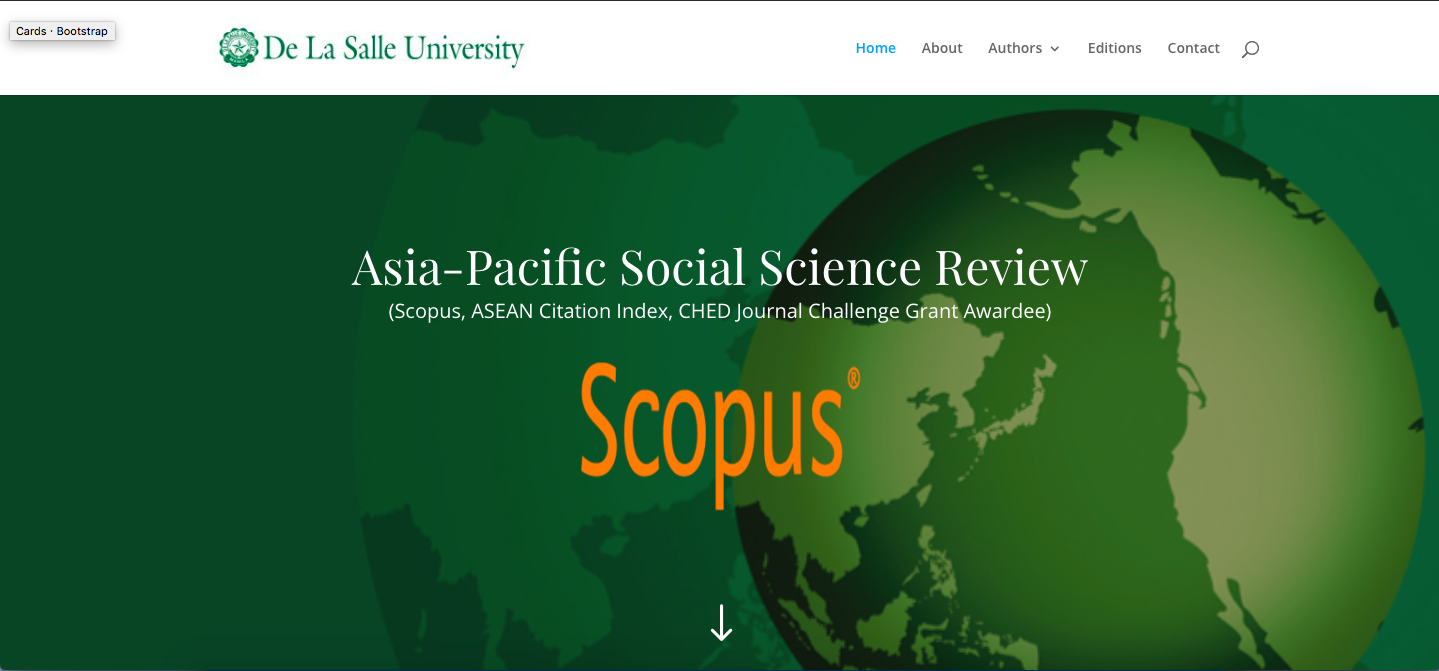 Cards · Bootstrap
De La Salle University
Home About Authors Editions Contact
Asia-Pacific Social Science Review
(Scopus, ASEAN Citation Index, CHED Journal Challenge Grant Awardee)
Scopus®